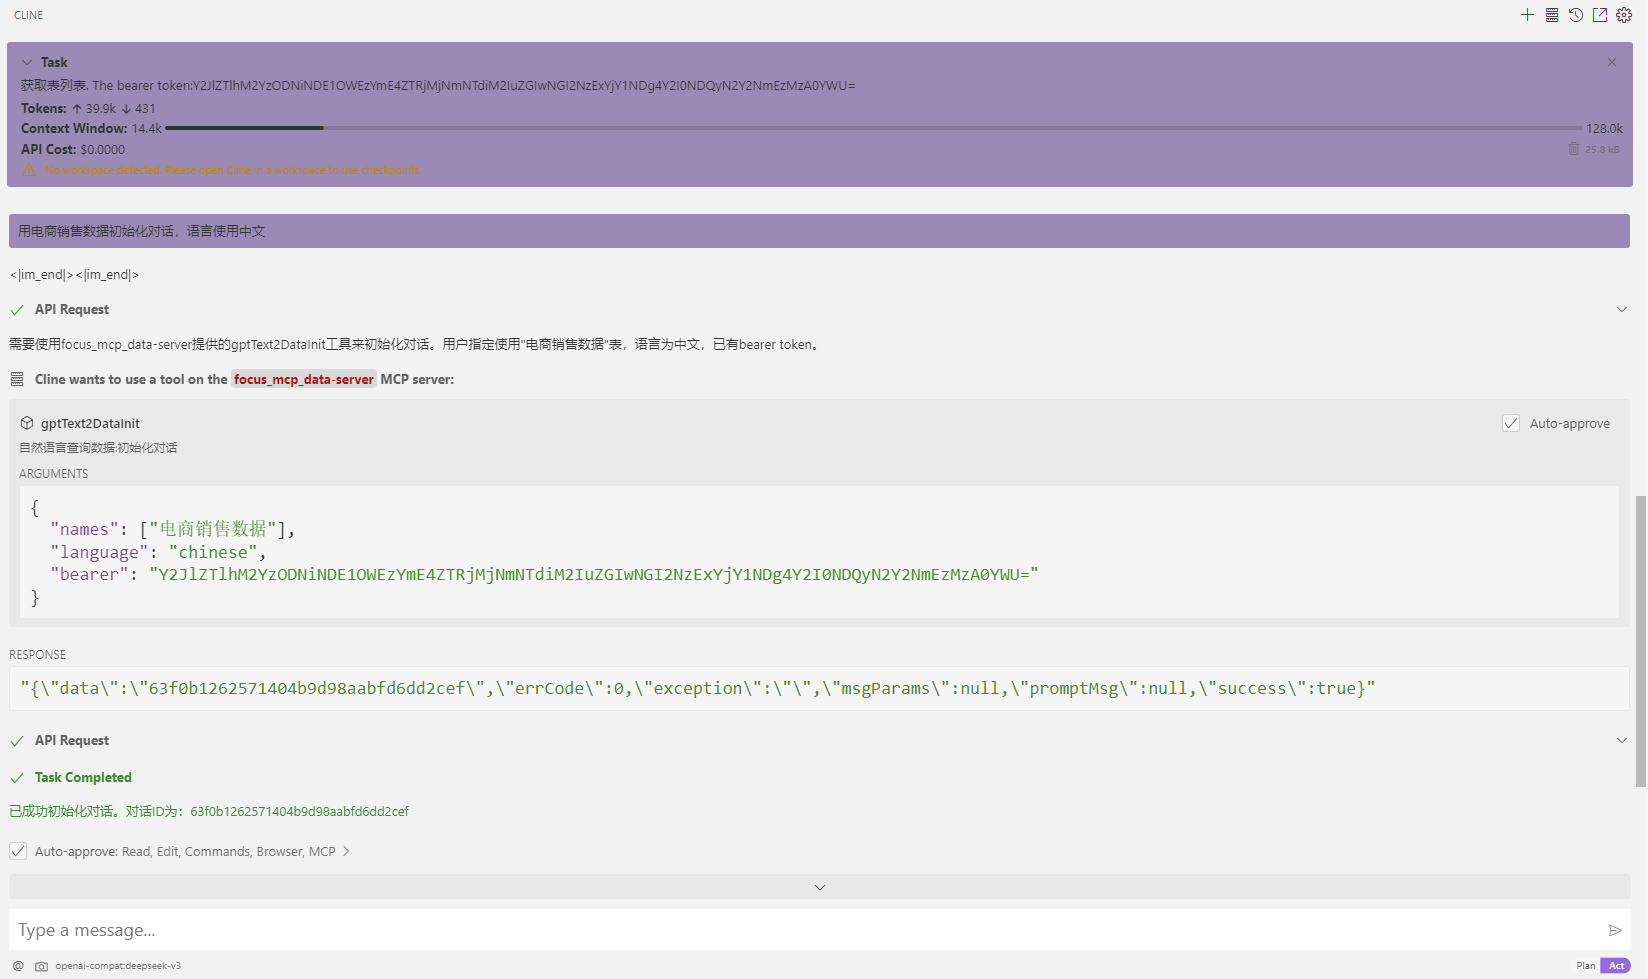 CLINE
Task
获取表列表. The bearer token:Y2JlZTlhM2YzODNiNDE1OWEzYmE4ZTRjMjNmNTdiM2IuZGIwNGI2NzExYjY1NDg4Y2I0NDQyN2Y2NmEzMzA0YWU=
Tokens: ↑ 39.9k ↓ 431
Context Window: 14.4k 128.0k
API Cost: $0.0000 25.8 kB
No workspace detected. Please open Cline in a workspace to use checkpoints.
用电商销售数据初始化对话，语言使用中文
<|im_end|><|im_end|>
API Request
需要使用focus_mcp_data-server提供的gptText2DataInit工具来初始化对话。用户指定使用"电商销售数据"表，语言为中文，已有bearer token。
Cline wants to use a tool on the focus_mcp_data-server MCP server:
gptText2DataInit Auto-approve
自然语言查询数据:初始化对话
ARGUMENTS
{
"names": ["电商销售数据"],
"language": "chinese",
"bearer": "Y2JlZTlhM2YzODNiNDE1OWEzYmE4ZTRjMjNmNTdiM2IuZGIwNGI2NzExYjY1NDg4Y2I0NDQyN2Y2NmEzMzA0YWU="
}
RESPONSE
"{\"data\":\"63f0b1262571404b9d98aabfd6dd2cef\",\"errCode\":0,\"exception\":\"\",\"msgParams\":null,\"promptMsg\":null,\"success\":true}"
API Request
Task Completed
已成功初始化对话。对话ID为：63f0b1262571404b9d98aabfd6dd2cef
Auto-approve: Read, Edit, Commands, Browser, MCP >
Type a message...
@ openai-compat:deepseek-v3 Plan Act